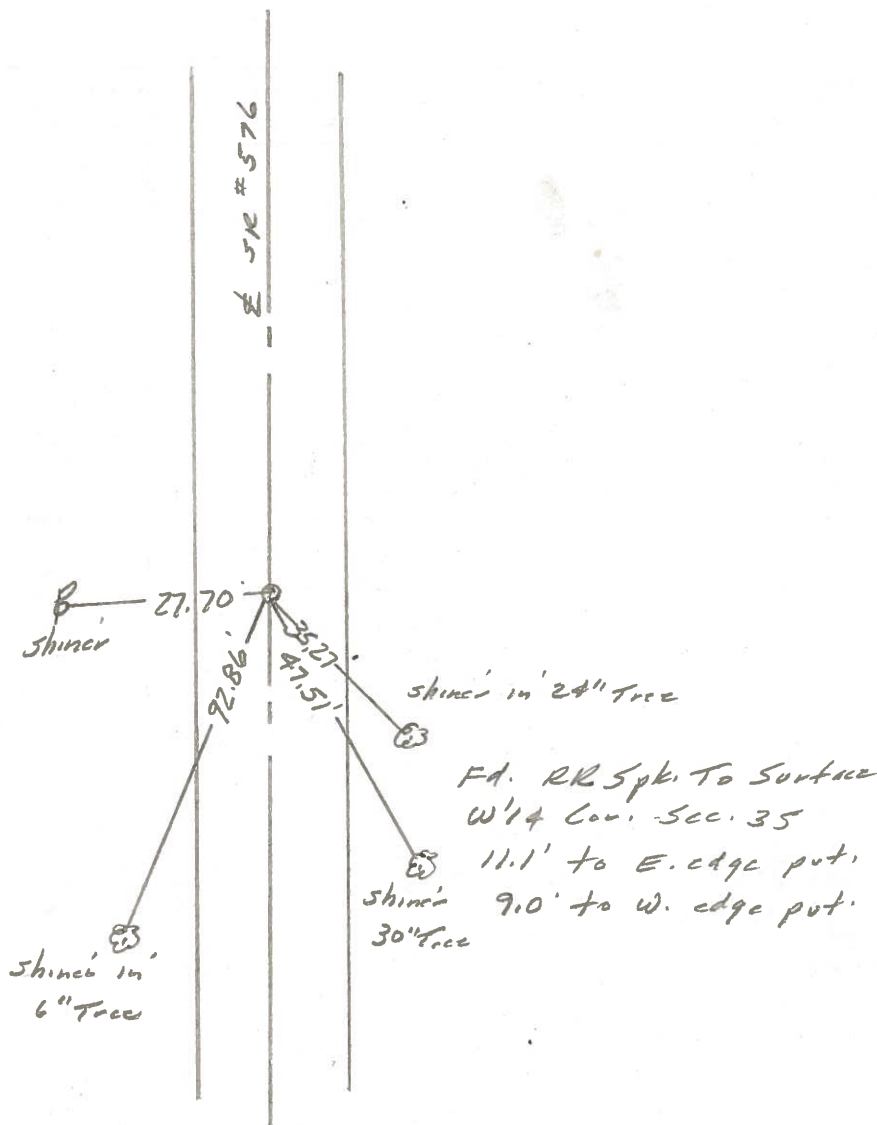 ℄ SR #576
27.70'
shiner
92.86'
35.27'
47.51'
shiner in 24" Tree
Fd. RR Spk. To Surface
W 1/4 Cor. Sec. 35
11.1' to E. edge pvt.
9.0' to W. edge pvt.
shiner
30" Tree
shiner in
6" Tree